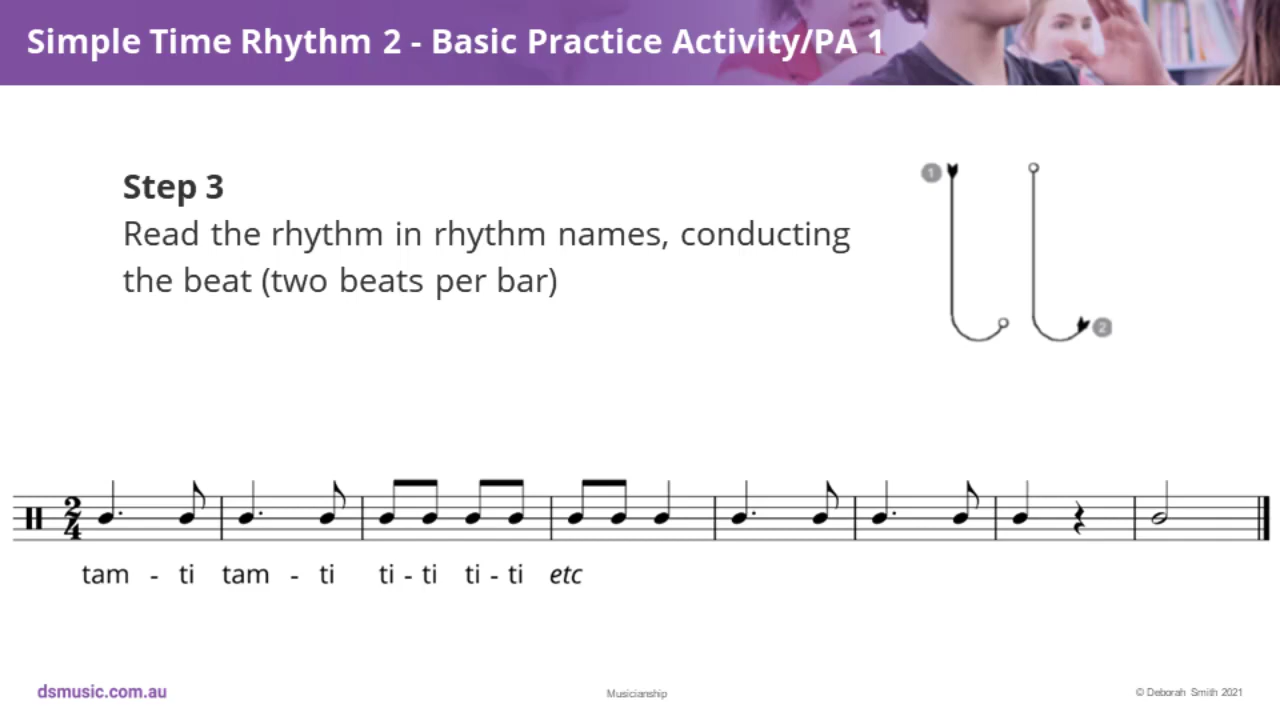 Simple Time Rhythm 2 - Basic Practice Activity/PA 1
Step 3
Read the rhythm in rhythm names, conducting
the beat (two beats per bar)
1
2
2
4
tam - ti tam - ti ti - ti ti - ti etc
dsmusic.com.au
Musicianship
© Deborah Smith 2021